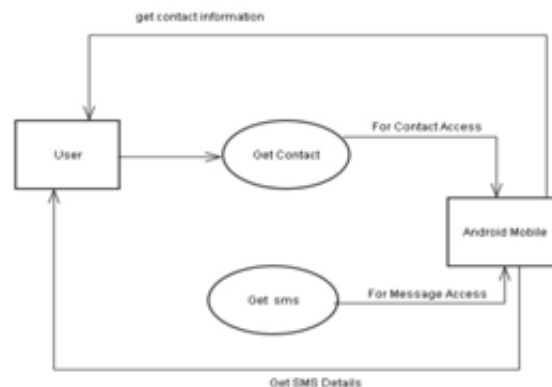 get contact information
For Contact Access
User
Get Contact
Android Mobile
Get sms
For Message Access
Get SMS Details